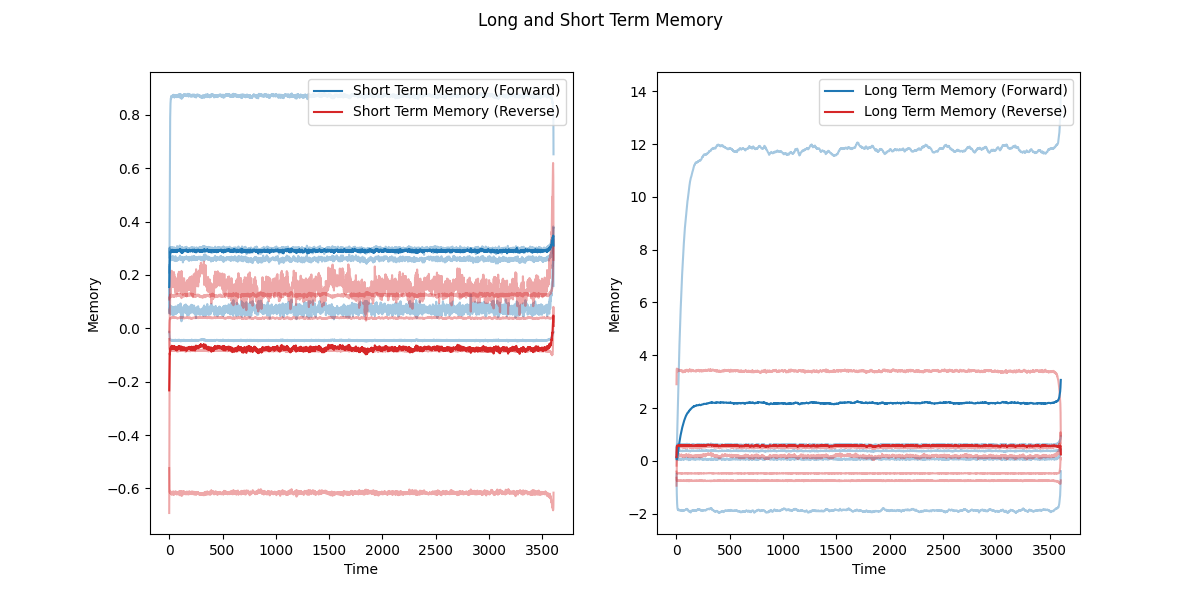 Long and Short Term Memory
Short Term Memory (Forward)
Short Term Memory (Reverse)
0.8
0.6
0.4
0.2
0.0
−0.2
−0.4
−0.6
Memory
0 500 1000 1500 2000 2500 3000 3500
Time
Long Term Memory (Forward)
Long Term Memory (Reverse)
14
12
10
8
6
4
2
0
−2
Memory
0 500 1000 1500 2000 2500 3000 3500
Time